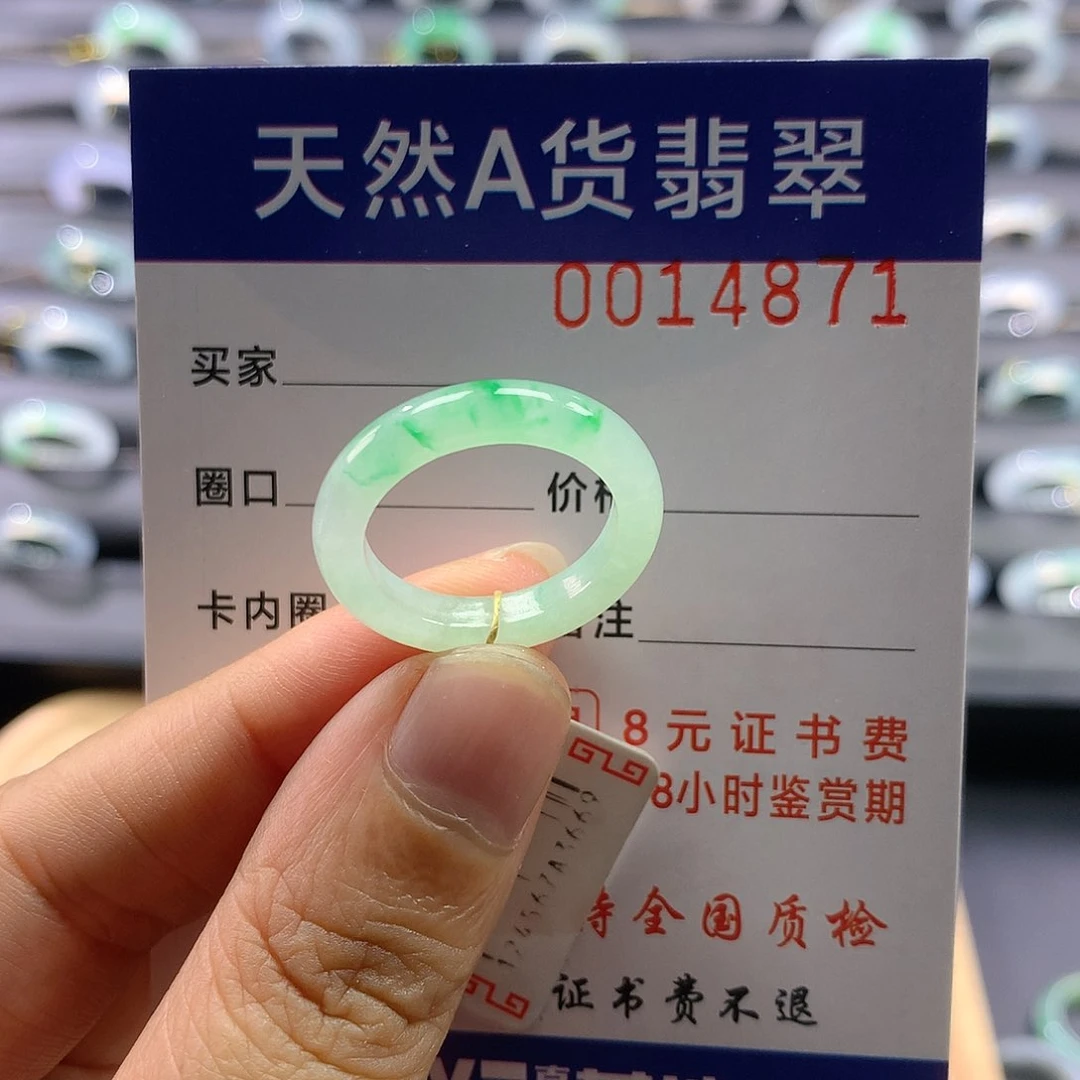 天然A货翡翠
0014871
买家
圈口 价
卡内圈 注
8元证书费
8小时鉴赏期
持全国质检
证书费不退